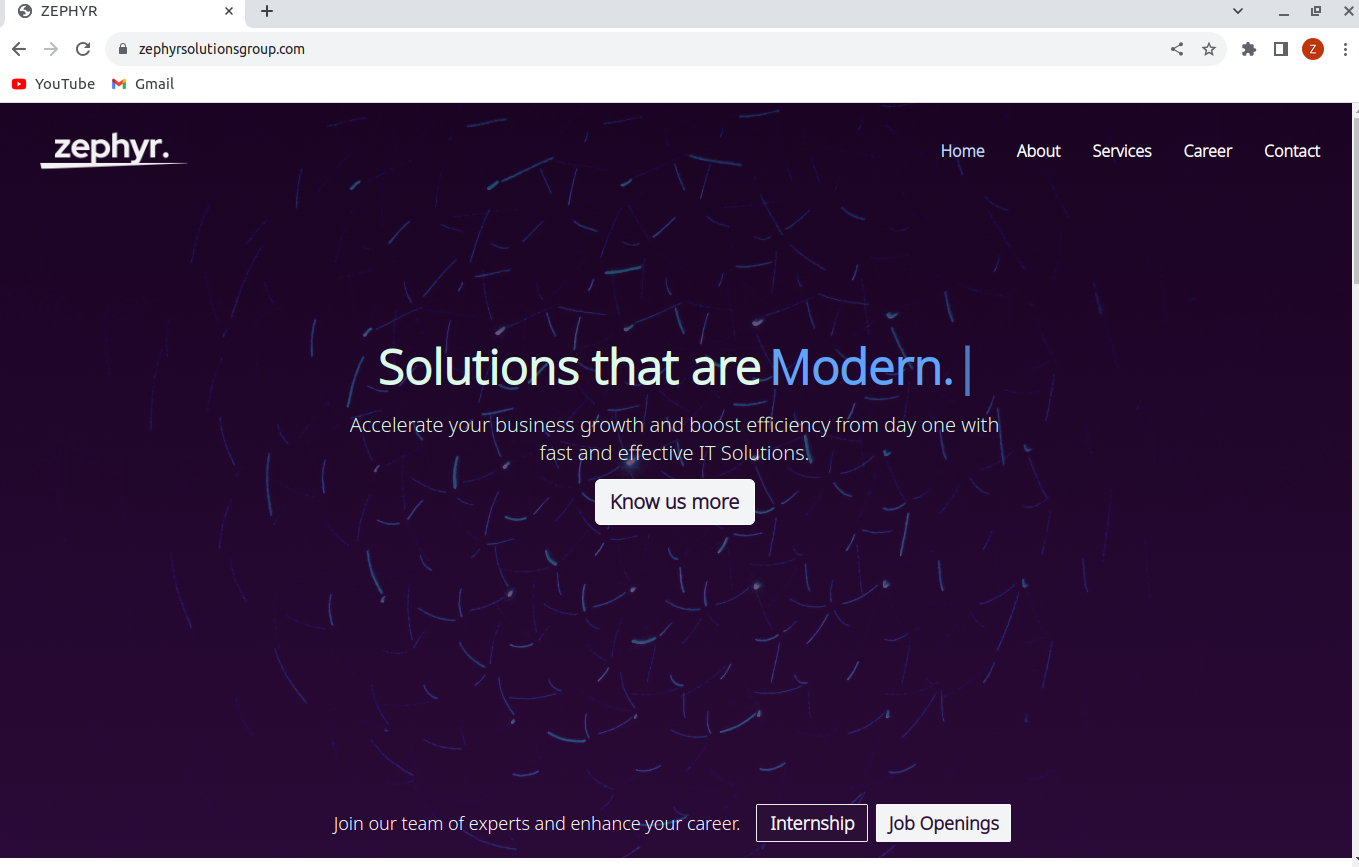 ZEPHYR
zephyrsolutionsgroup.com
Z
YouTube
Gmail
zephyr.
Home About Services Career Contact
Solutions that are Modern.|
Accelerate your business growth and boost efficiency from day one with
fast and effective IT Solutions.
Know us more
Join our team of experts and enhance your career. Internship Job Openings